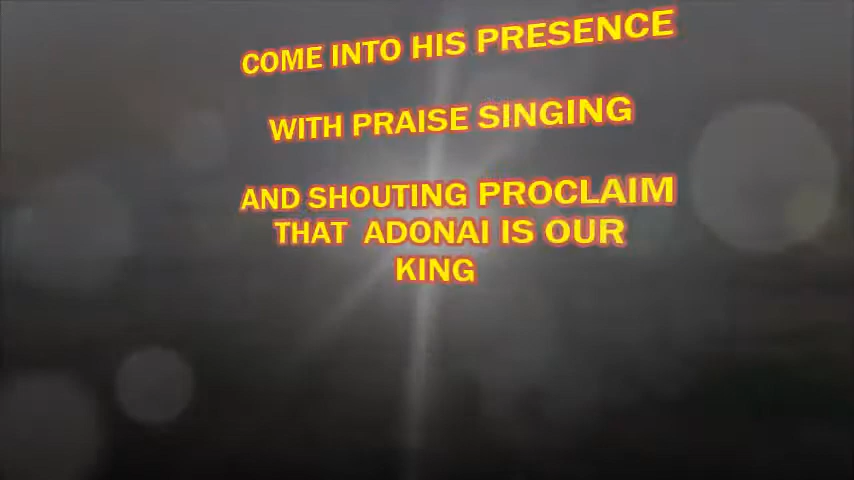 COME INTO HIS PRESENCE
WITH PRAISE SINGING
AND SHOUTING PROCLAIM
THAT ADONAI IS OUR
KING